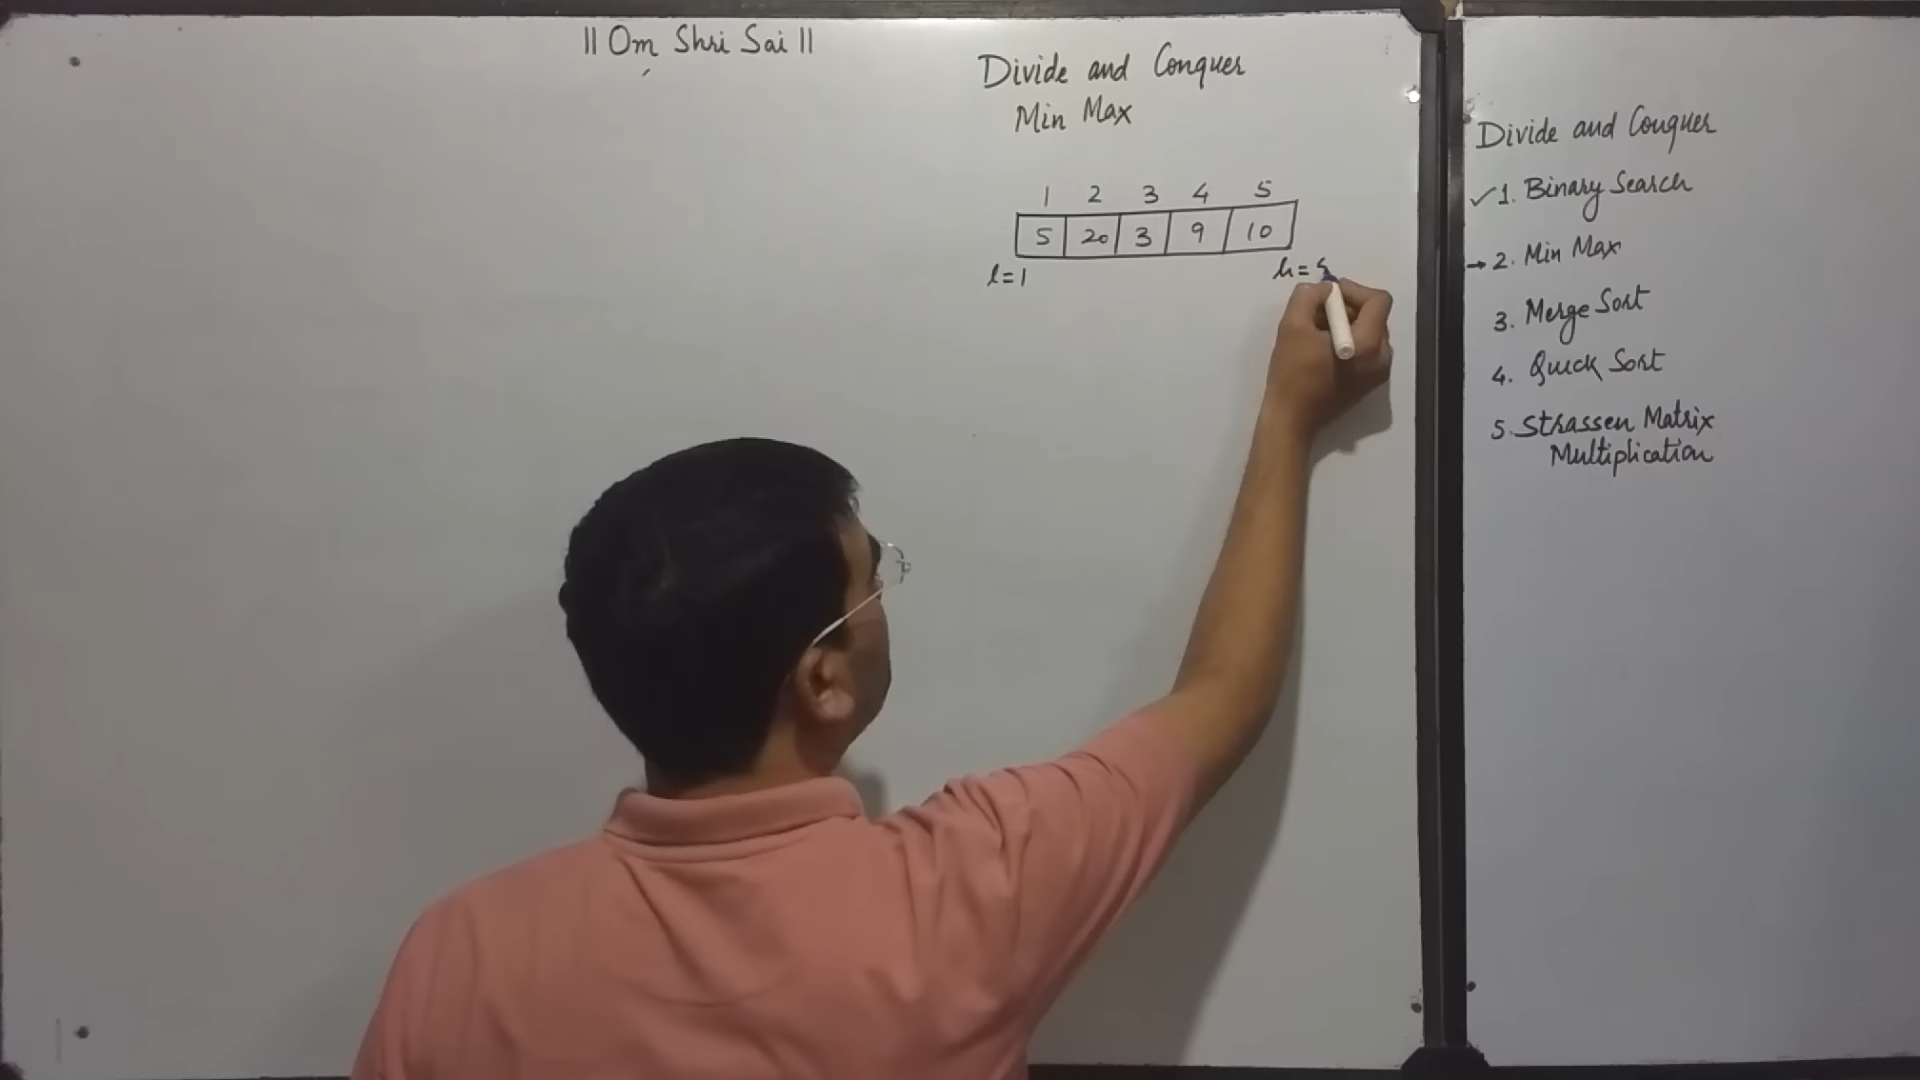 || Om Shri Sai ||
Divide and Conquer
Min Max
1 2 3 4 5
5 20 3 9 10
l=1 h=5
Divide and Conquer
✓1. Binary Search
→2. Min Max
3. Merge Sort
4. Quick Sort
5. Strassen Matrix
Multiplication